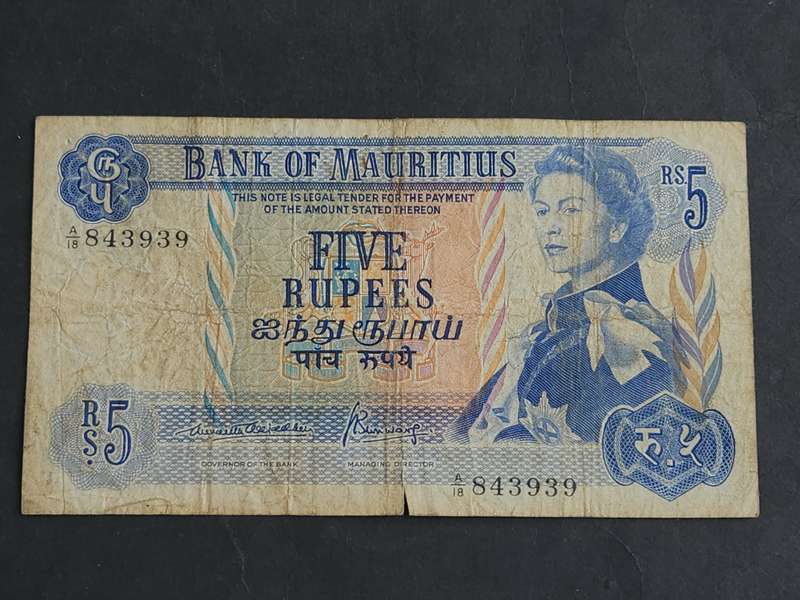 BANK OF MAURITIUS
RS. 5
THIS NOTE IS LEGAL TENDER FOR THE PAYMENT
OF THE AMOUNT STATED THEREON
A/18 843939
FIVE
RUPEES
ஐந்து ரூபாய்
पाँच रूपये
RS. 5
GOVERNOR OF THE BANK
MANAGING DIRECTOR
A/18 843939
रू. ५